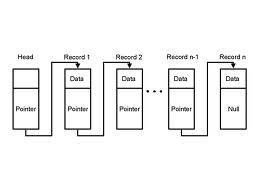 Head Record 1 Record 2 Record n-1 Record n
Data Data Data Data
Pointer Pointer Pointer Pointer Null